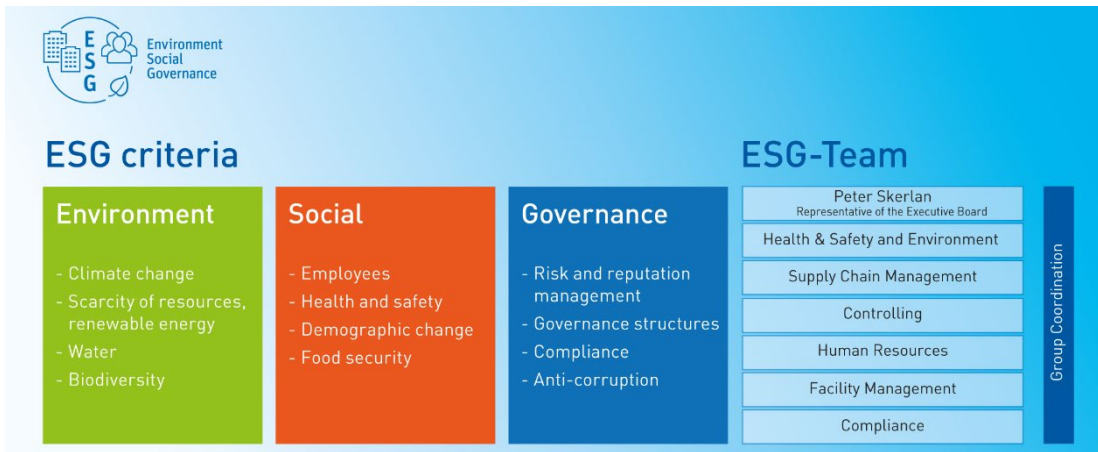 E
S
G
Environment
Social
Governance
ESG criteria
Environment
- Climate change
- Scarcity of resources,
renewable energy
- Water
- Biodiversity
Social
- Employees
- Health and safety
- Demographic change
- Food security
Governance
- Risk and reputation
management
- Governance structures
- Compliance
- Anti-corruption
ESG-Team
Peter Skerlan
Representative of the Executive Board
Health & Safety and Environment
Supply Chain Management
Controlling
Human Resources
Facility Management
Compliance
Group Coordination